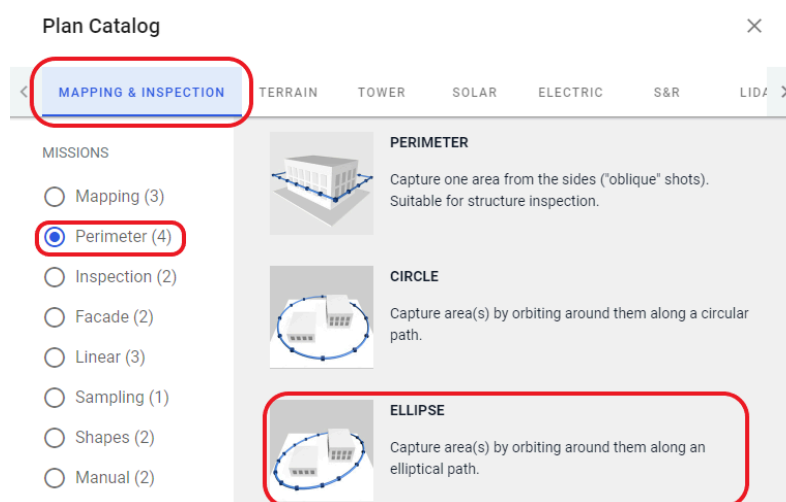 Plan Catalog
MAPPING & INSPECTION
TERRAIN
TOWER
SOLAR
ELECTRIC
S&R
MISSIONS
Mapping (3)
Perimeter (4)
Inspection (2)
Facade (2)
Linear (3)
Sampling (1)
Shapes (2)
Manual (2)
PERIMETER
Capture one area from the sides ("oblique" shots).
Suitable for structure inspection.
CIRCLE
Capture area(s) by orbiting around them along a circular
path.
ELLIPSE
Capture area(s) by orbiting around them along an
elliptical path.